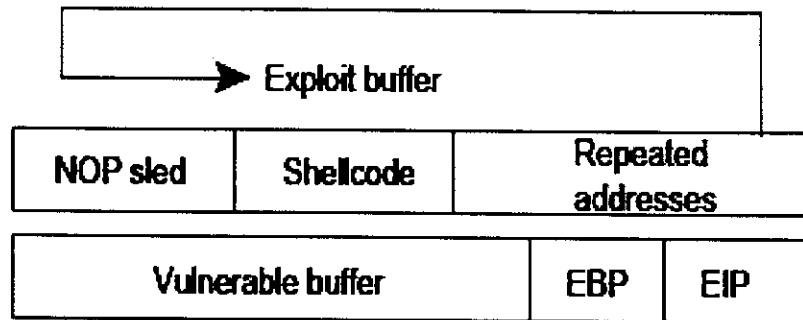 Exploit buffer
NOP sled
Shellcode
Repeated
addresses
Vulnerable buffer
EBP
EIP